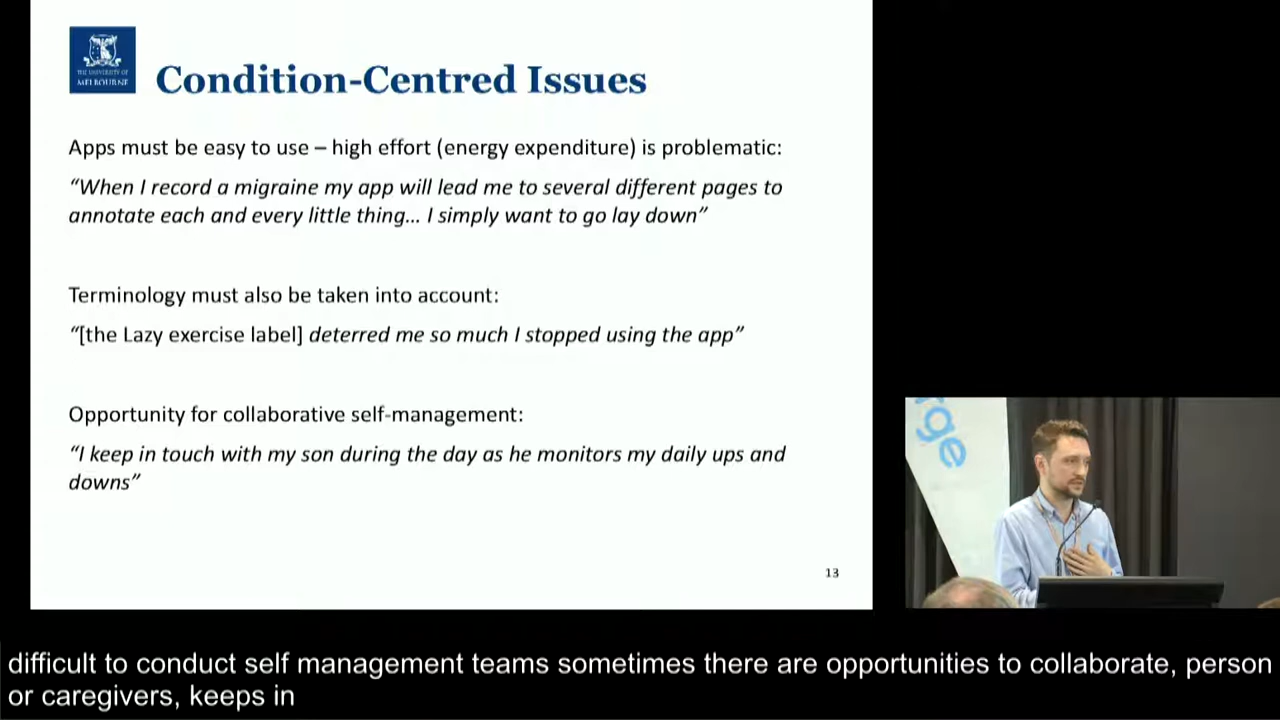 THE UNIVERSITY OF
MELBOURNE
Condition-Centred Issues
Apps must be easy to use – high effort (energy expenditure) is problematic:
“When I record a migraine my app will lead me to several different pages to
annotate each and every little thing… I simply want to go lay down”
Terminology must also be taken into account:
“[the Lazy exercise label] deterred me so much I stopped using the app”
Opportunity for collaborative self-management:
“I keep in touch with my son during the day as he monitors my daily ups and
downs”
13
rge
difficult to conduct self management teams sometimes there are opportunities to collaborate, person
or caregivers, keeps in